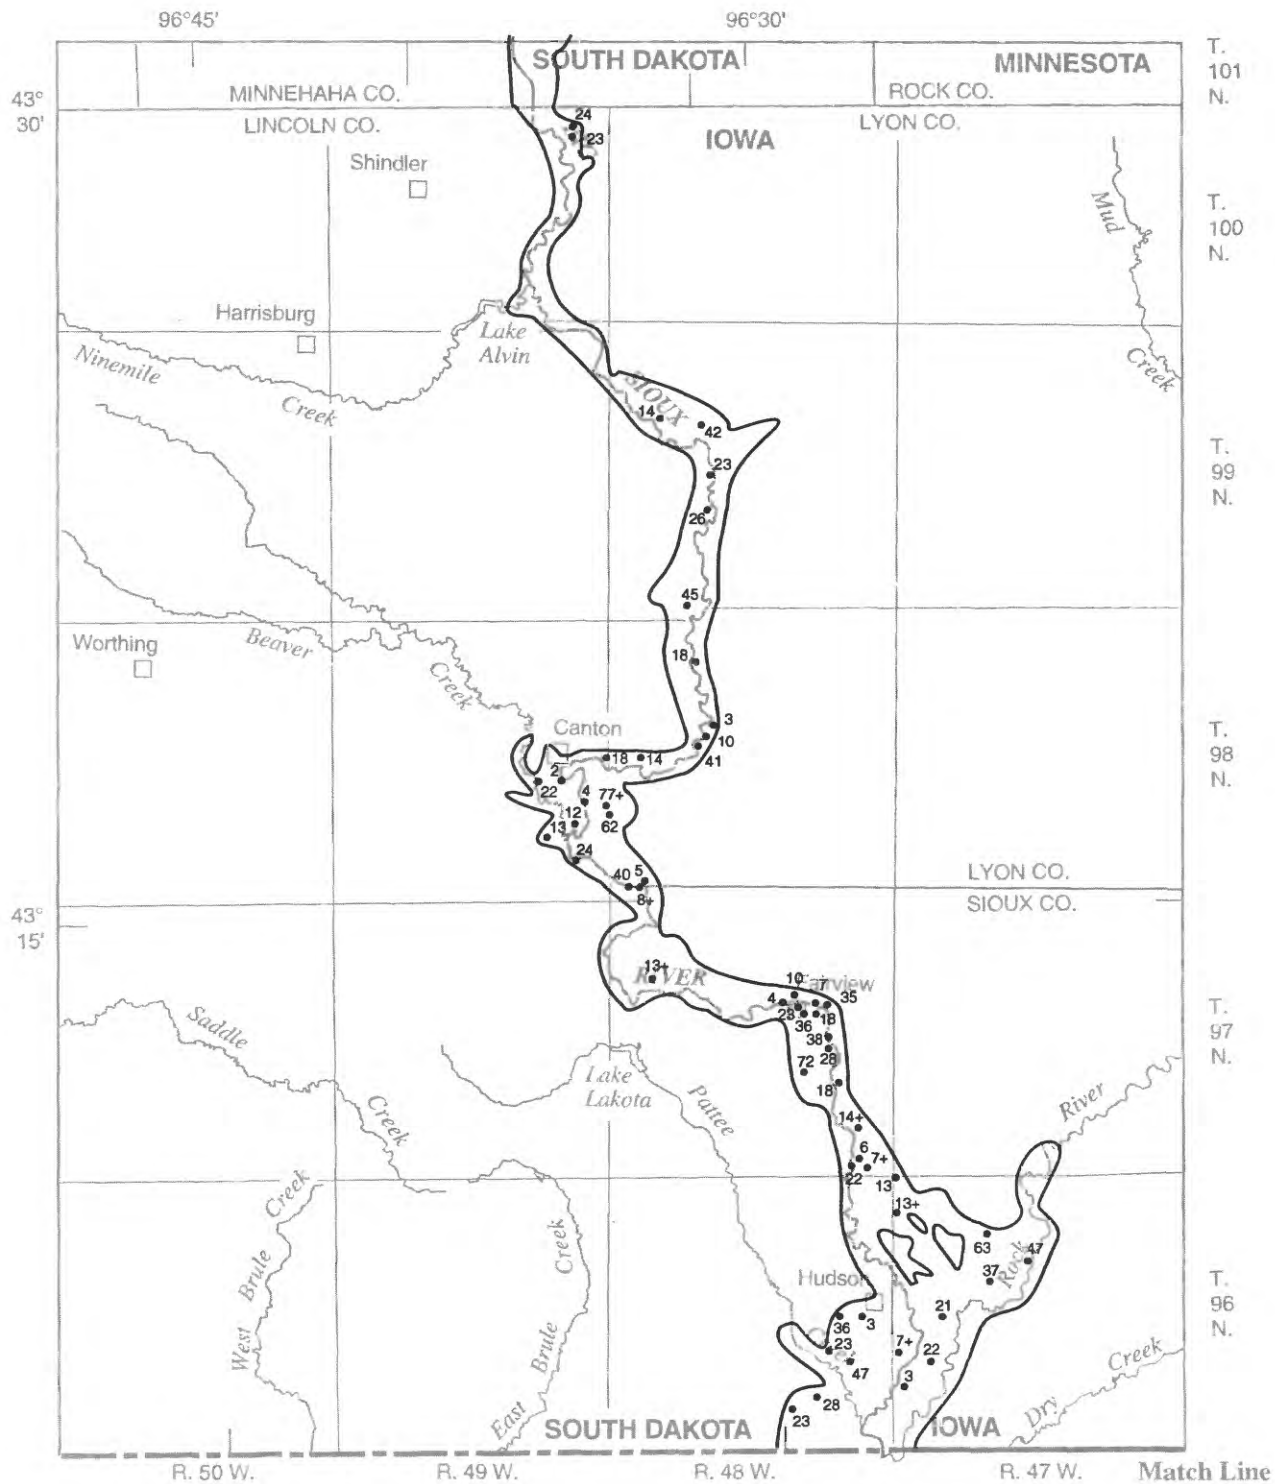 96°45'
96°30'
SOUTH DAKOTA
MINNESOTA
T.
101
N.
43°
30'
MINNEHAHA CO.
ROCK CO.
LINCOLN CO.
LYON CO.
24
23
IOWA
Shindler
Mud
Creek
T.
100
N.
Harrisburg
Lake
Alvin
Ninemile
Creek
SIOUX
14
42
23
T.
99
N.
26
45
Worthing
Beaver
Creek
18
3
10
41
Canton
18
14
T.
98
N.
2
22
4
77+
12
62
13
24
5
40
8+
LYON CO.
SIOUX CO.
43°
15'
13+
RIVER
10
7
Fairview
4
35
23
36
18
38
28
72
18
T.
97
N.
Saddle
Creek
Lake
Lakota
Pattee
River
14+
6
7+
22
13
13+
Creek
Brule
West
Creek
Brule
East
63
47
37
Rock
Hudson
21
T.
96
N.
36
3
23
47
7+
22
3
28
23
Creek
Dry
SOUTH DAKOTA
IOWA
R. 50 W.
R. 49 W.
R. 48 W.
R. 47 W.
Match Line